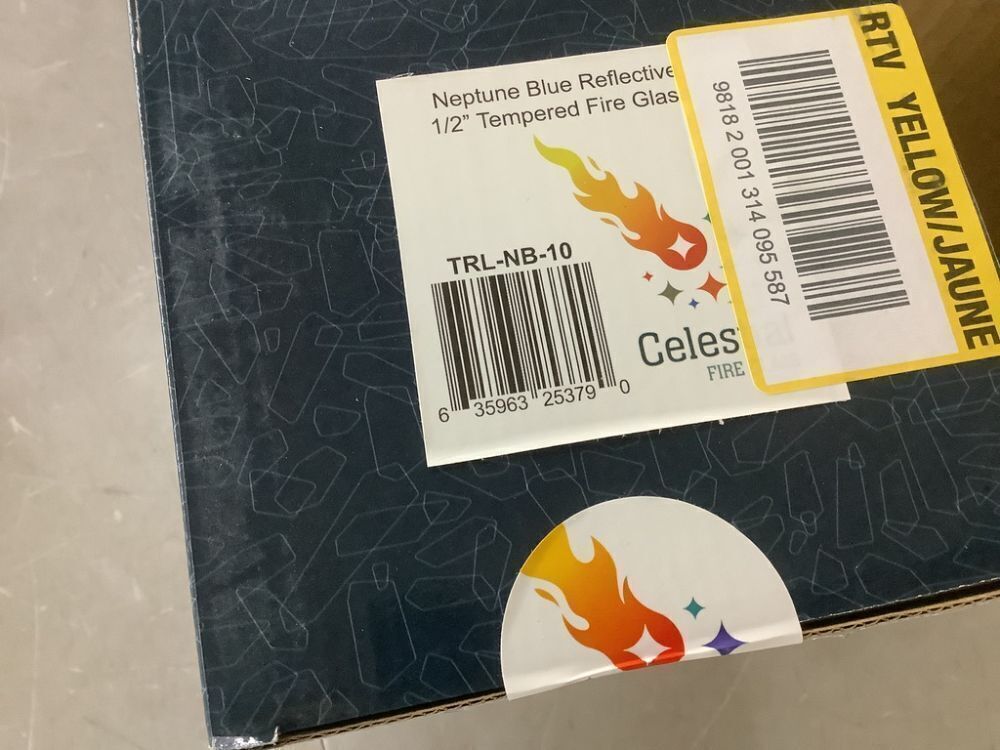 Neptune Blue Reflective
1/2” Tempered Fire Glas
TRL-NB-10
6 35963 25379 0
Celes
FIRE
9818 2 001 314 095 587
RTV YELLOW/JAUNE